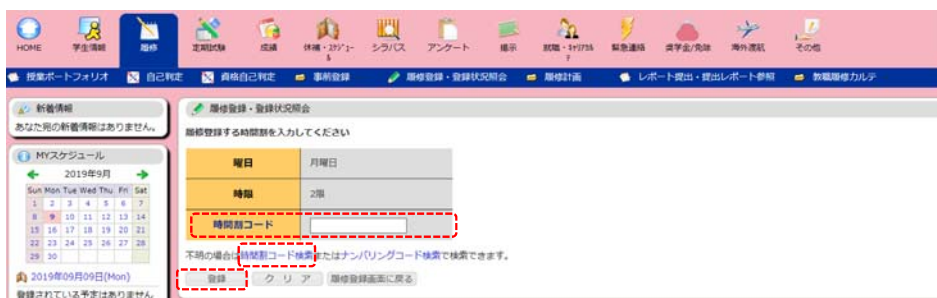 HOME 学生情報 履修 定期試験 成績 休補・スケジュール シラバス アンケート 掲示 就職・キャリアカルテ 緊急連絡 奨学金/免除 海外渡航 その他
授業ポートフォリオ 自己判定 資格自己判定 事前登録 履修登録・登録状況照会 履修計画 レポート提出・提出レポート参照 教職履修カルテ
新着情報
あなた宛の新着情報はありません。
MYスケジュール
2019年9月
Sun Mon Tue Wed Thu Fri Sat
1 2 3 4 5 6 7
8 9 10 11 12 13 14
15 16 17 18 19 20 21
22 23 24 25 26 27 28
29 30
2019年09月09日(Mon)
登録されている予定はありません
履修登録・登録状況照会
履修登録する時間割を入力してください
曜日 月曜日
時限 2限
時間割コード
不明の場合は時間割コード検索またはナンバリングコード検索で検索できます。
登録 クリア 履修登録画面に戻る